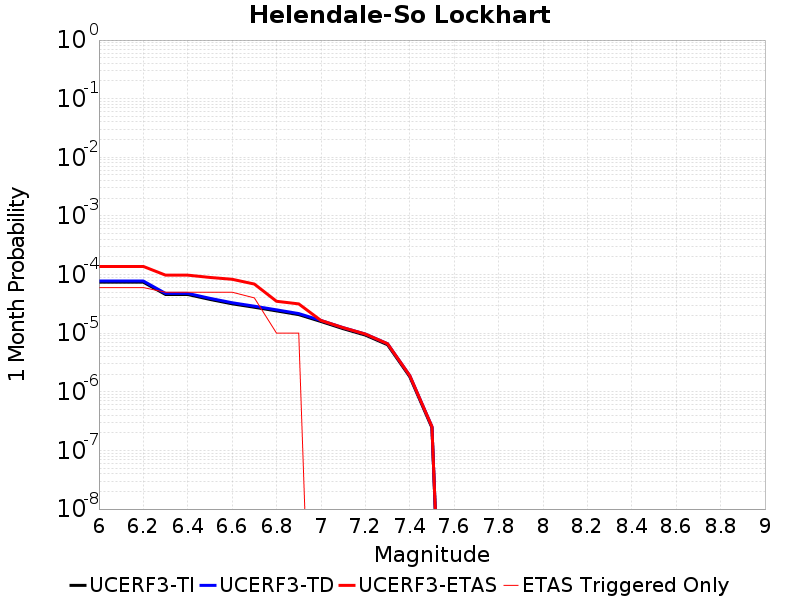 Helendale-So Lockhart
10^0
10^-1
10^-2
10^-3
10^-4
10^-5
10^-6
10^-7
10^-8
1 Month Probability
6 6.2 6.4 6.6 6.8 7 7.2 7.4 7.6 7.8 8 8.2 8.4 8.6 8.8 9
Magnitude
UCERF3-TI UCERF3-TD UCERF3-ETAS ETAS Triggered Only